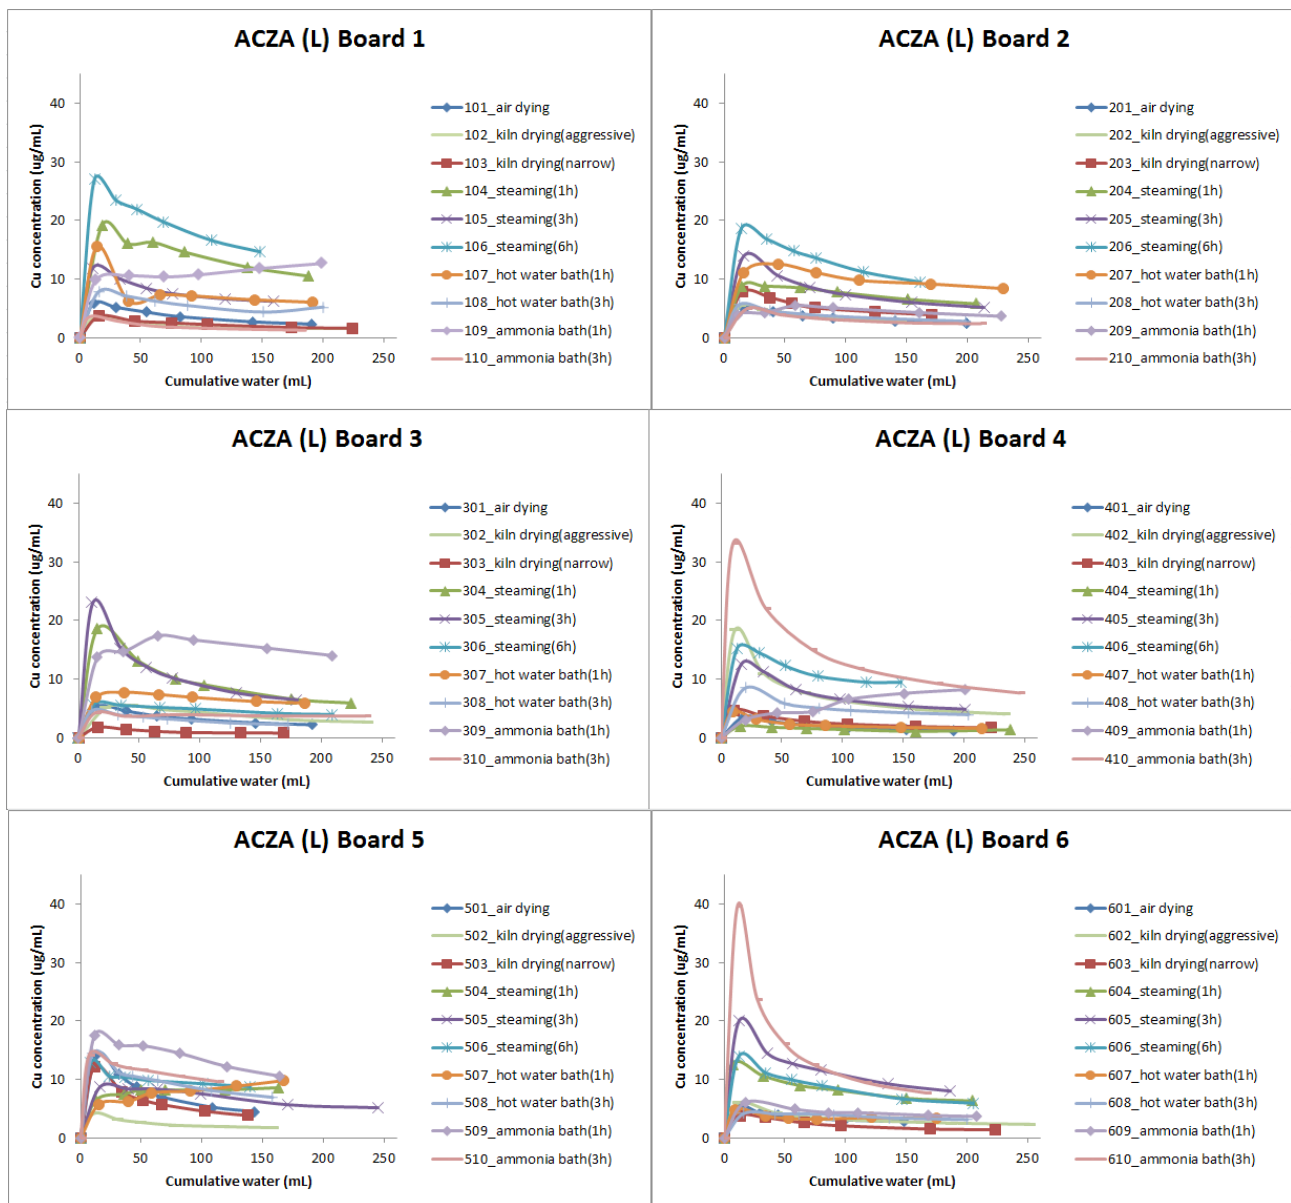 ACZA (L) Board 1
Cu concentration (ug/mL)
40
30
20
10
0
0 50 100 150 200 250
Cumulative water (mL)
101_air dying
102_kiln drying(aggressive)
103_kiln drying(narrow)
104_steaming(1h)
105_steaming(3h)
106_steaming(6h)
107_hot water bath(1h)
108_hot water bath(3h)
109_ammonia bath(1h)
110_ammonia bath(3h)
ACZA (L) Board 2
Cu concentration (ug/mL)
40
30
20
10
0
0 50 100 150 200 250
Cumulative water (mL)
201_air dying
202_kiln drying(aggressive)
203_kiln drying(narrow)
204_steaming(1h)
205_steaming(3h)
206_steaming(6h)
207_hot water bath(1h)
208_hot water bath(3h)
209_ammonia bath(1h)
210_ammonia bath(3h)
ACZA (L) Board 3
Cu concentration (ug/mL)
40
30
20
10
0
0 50 100 150 200 250
Cumulative water (mL)
301_air dying
302_kiln drying(aggressive)
303_kiln drying(narrow)
304_steaming(1h)
305_steaming(3h)
306_steaming(6h)
307_hot water bath(1h)
308_hot water bath(3h)
309_ammonia bath(1h)
310_ammonia bath(3h)
ACZA (L) Board 4
Cu concentration (ug/mL)
40
30
20
10
0
0 50 100 150 200 250
Cumulative water (mL)
401_air dying
402_kiln drying(aggressive)
403_kiln drying(narrow)
404_steaming(1h)
405_steaming(3h)
406_steaming(6h)
407_hot water bath(1h)
408_hot water bath(3h)
409_ammonia bath(1h)
410_ammonia bath(3h)
ACZA (L) Board 5
Cu concentration (ug/mL)
40
30
20
10
0
0 50 100 150 200 250
Cumulative water (mL)
501_air dying
502_kiln drying(aggressive)
503_kiln drying(narrow)
504_steaming(1h)
505_steaming(3h)
506_steaming(6h)
507_hot water bath(1h)
508_hot water bath(3h)
509_ammonia bath(1h)
510_ammonia bath(3h)
ACZA (L) Board 6
Cu concentration (ug/mL)
40
30
20
10
0
0 50 100 150 200 250
Cumulative water (mL)
601_air dying
602_kiln drying(aggressive)
603_kiln drying(narrow)
604_steaming(1h)
605_steaming(3h)
606_steaming(6h)
607_hot water bath(1h)
608_hot water bath(3h)
609_ammonia bath(1h)
610_ammonia bath(3h)